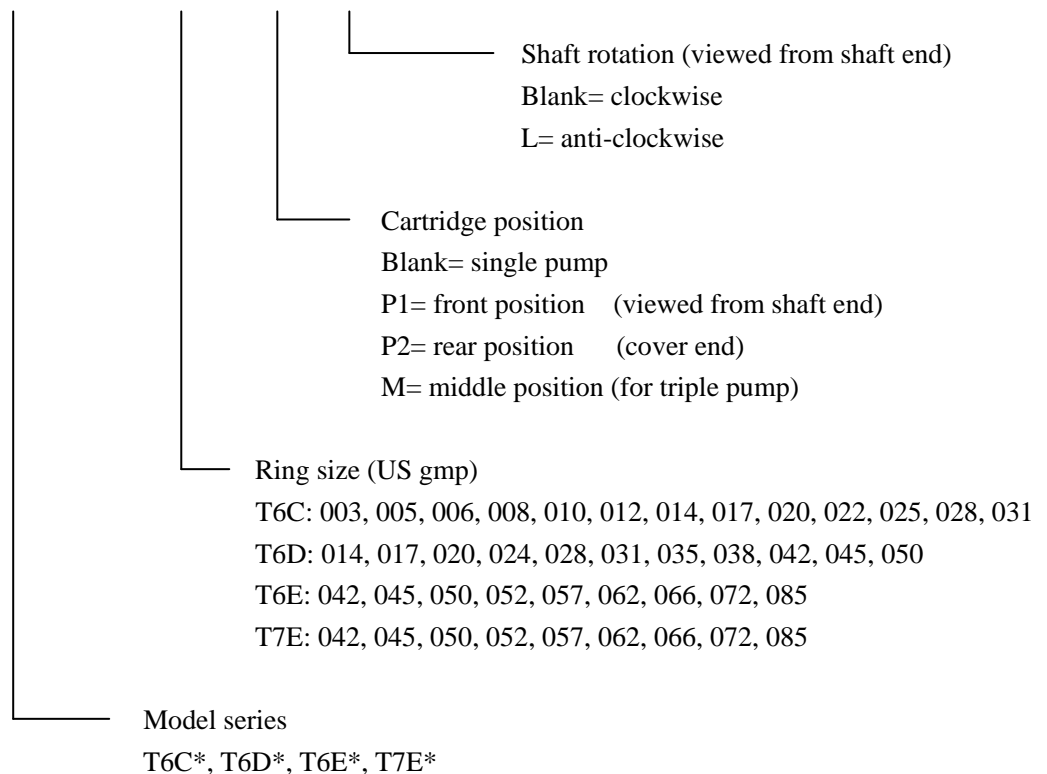 Shaft rotation (viewed from shaft end)
Blank= clockwise
L= anti-clockwise
Cartridge position
Blank= single pump
P1= front position (viewed from shaft end)
P2= rear position (cover end)
M= middle position (for triple pump)
Ring size (US gmp)
T6C: 003, 005, 006, 008, 010, 012, 014, 017, 020, 022, 025, 028, 031
T6D: 014, 017, 020, 024, 028, 031, 035, 038, 042, 045, 050
T6E: 042, 045, 050, 052, 057, 062, 066, 072, 085
T7E: 042, 045, 050, 052, 057, 062, 066, 072, 085
Model series
T6C*, T6D*, T6E*, T7E*